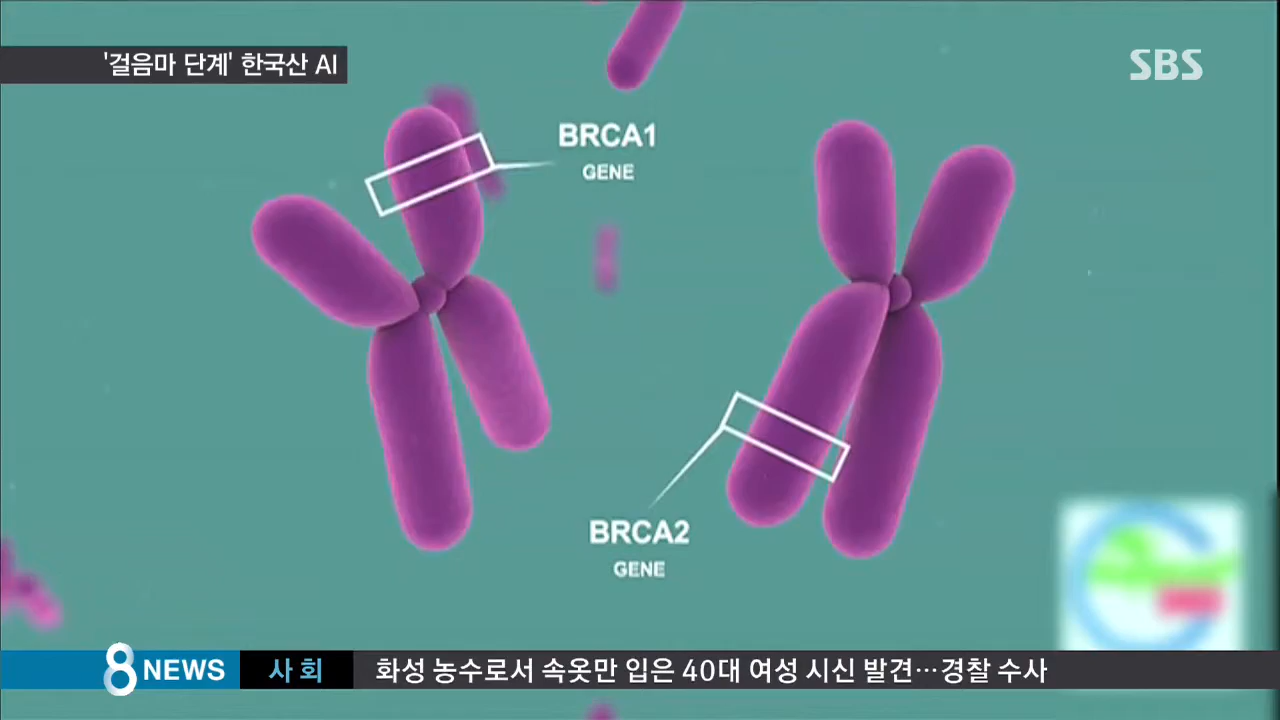 '걸음마 단계' 한국산 AI
SBS
BRCA1
GENE
BRCA2
GENE
8 NEWS 사회 화성 농수로서 속옷만 입은 40대 여성 시신 발견…경찰 수사